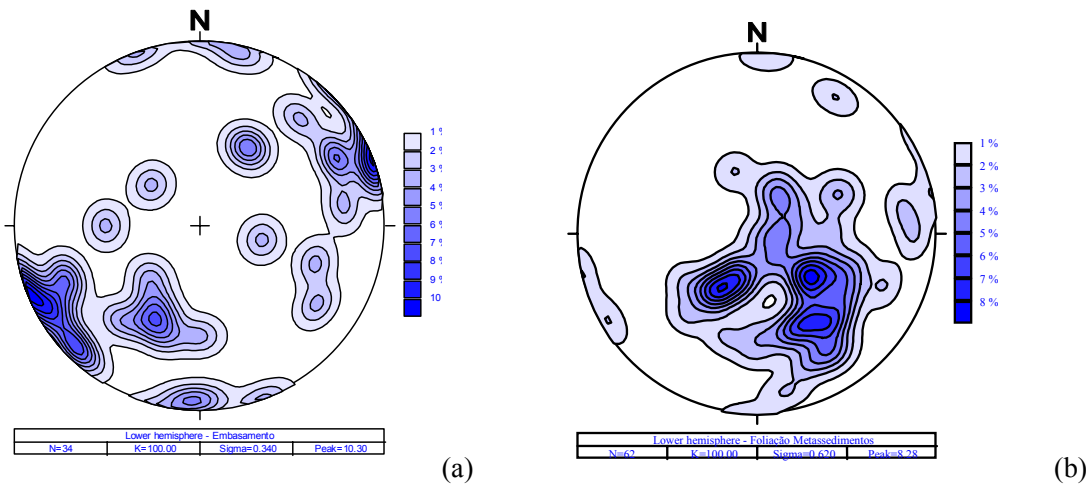 N
1 %
2 %
3 %
4 %
5 %
6 %
7 %
8 %
9 %
10
Lower hemisphere - Embasamento
N=34 K=100.00 Sigma=0.340 Peak=10.30
(a)
N
1 %
2 %
3 %
4 %
5 %
6 %
7 %
8 %
Lower hemisphere - Foliação Metassedimentos
N=62 K=100.00 Sigma=0.620 Peak=8.28
(b)